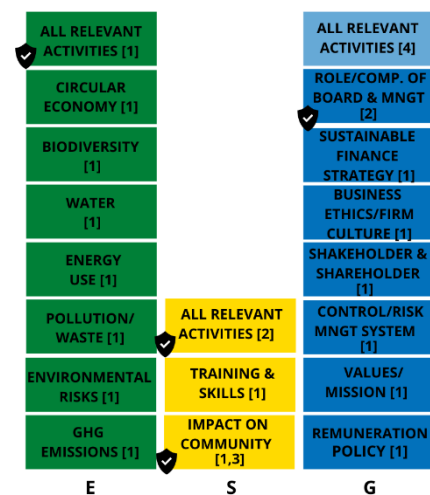 ALL RELEVANT
ACTIVITIES [1]
CIRCULAR
ECONOMY [1]
BIODIVERSITY
[1]
WATER
[1]
ENERGY
USE [1]
POLLUTION/
WASTE [1]
ENVIRONMENTAL
RISKS [1]
GHG
EMISSIONS [1]
E
ALL RELEVANT
ACTIVITIES [2]
TRAINING &
SKILLS [1]
IMPACT ON
COMMUNITY
[1,3]
S
ALL RELEVANT
ACTIVITIES [4]
ROLE/COMP. OF
BOARD & MNGT
[2]
SUSTAINABLE
FINANCE
STRATEGY [1]
BUSINESS
ETHICS/FIRM
CULTURE [1]
SHAKEHOLDER &
SHAREHOLDER
[1]
CONTROL/RISK
MNGT SYSTEM
[1]
VALUES/
MISSION [1]
REMUNERATION
POLICY [1]
G